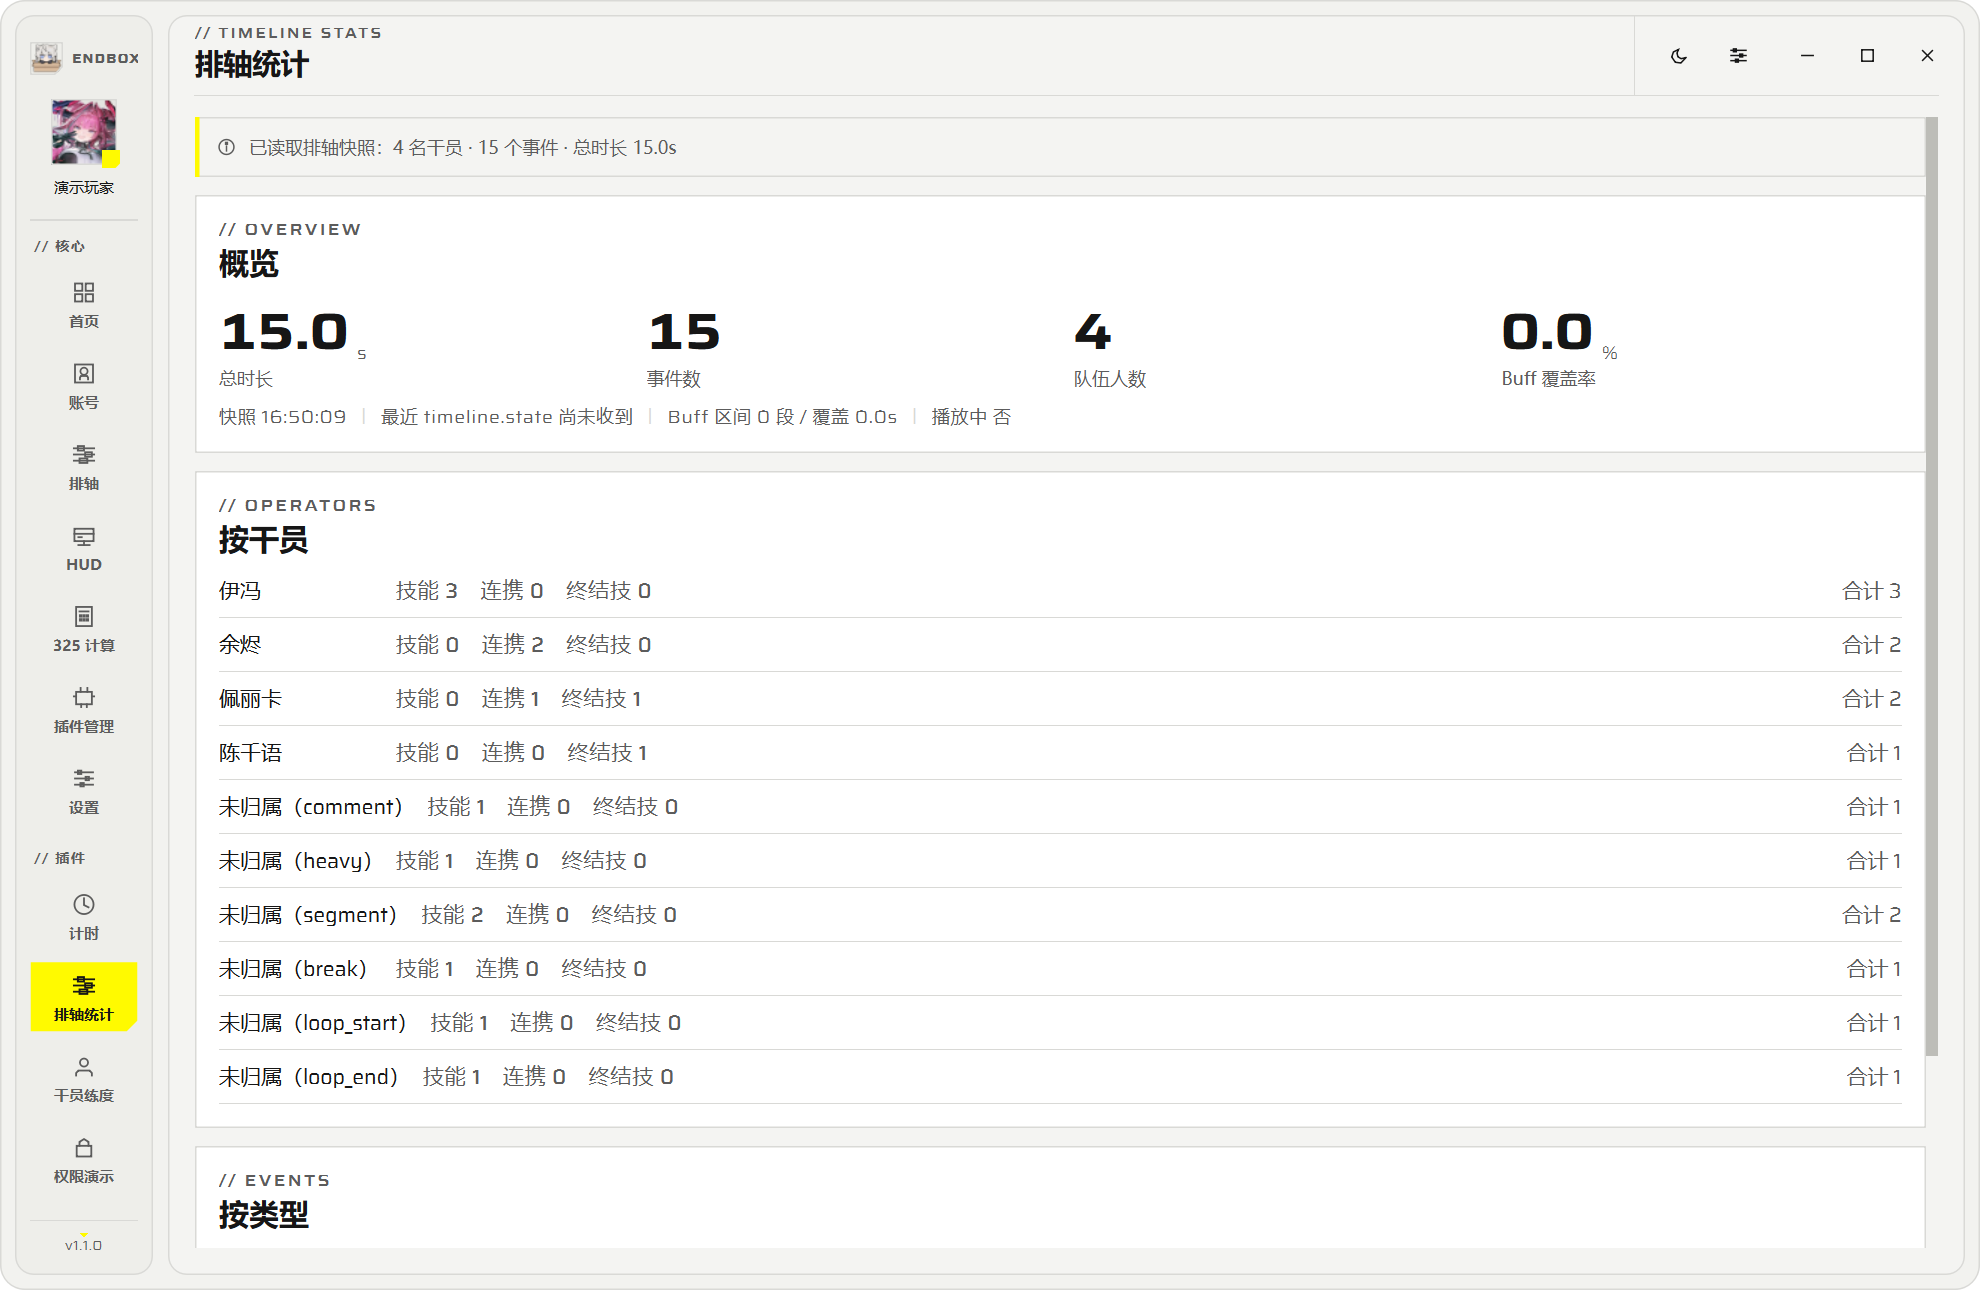 ENDBOX
演示玩家
// 核心
首页
账号
排轴
HUD
325 计算
插件管理
设置
// 插件
计时
排轴统计
干员练度
权限演示
v1.1.0
// TIMELINE STATS
排轴统计
已读取排轴快照：4 名干员 · 15 个事件 · 总时长 15.0s
// OVERVIEW
概览
15.0 s
总时长
15
事件数
4
队伍人数
0.0 %
Buff 覆盖率
快照 16:50:09 | 最近 timeline.state 尚未收到 | Buff 区间 0 段 / 覆盖 0.0s | 播放中 否
// OPERATORS
按干员
伊冯 技能 3 连携 0 终结技 0 合计 3
余烬 技能 0 连携 2 终结技 0 合计 2
佩丽卡 技能 0 连携 1 终结技 1 合计 2
陈千语 技能 0 连携 0 终结技 1 合计 1
未归属（comment） 技能 1 连携 0 终结技 0 合计 1
未归属（heavy） 技能 1 连携 0 终结技 0 合计 1
未归属（segment） 技能 2 连携 0 终结技 0 合计 2
未归属（break） 技能 1 连携 0 终结技 0 合计 1
未归属（loop_start） 技能 1 连携 0 终结技 0 合计 1
未归属（loop_end） 技能 1 连携 0 终结技 0 合计 1
// EVENTS
按类型